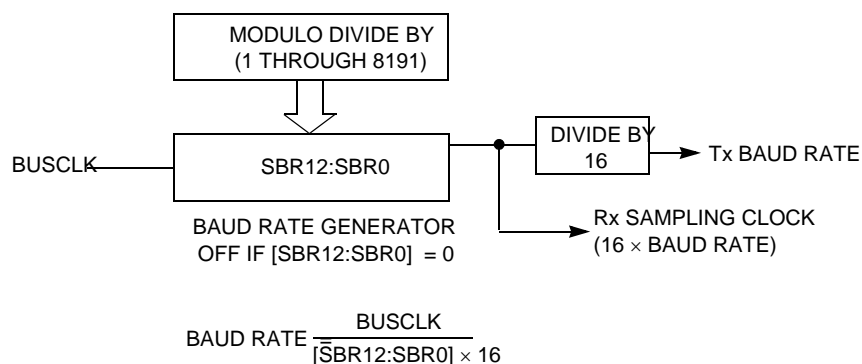 MODULO DIVIDE BY
(1 THROUGH 8191)
BUSCLK
SBR12:SBR0
DIVIDE BY
16
Tx BAUD RATE
BAUD RATE GENERATOR
OFF IF [SBR12:SBR0] = 0
Rx SAMPLING CLOCK
(16 × BAUD RATE)
BAUD RATE =
BUSCLK
[SBR12:SBR0] × 16